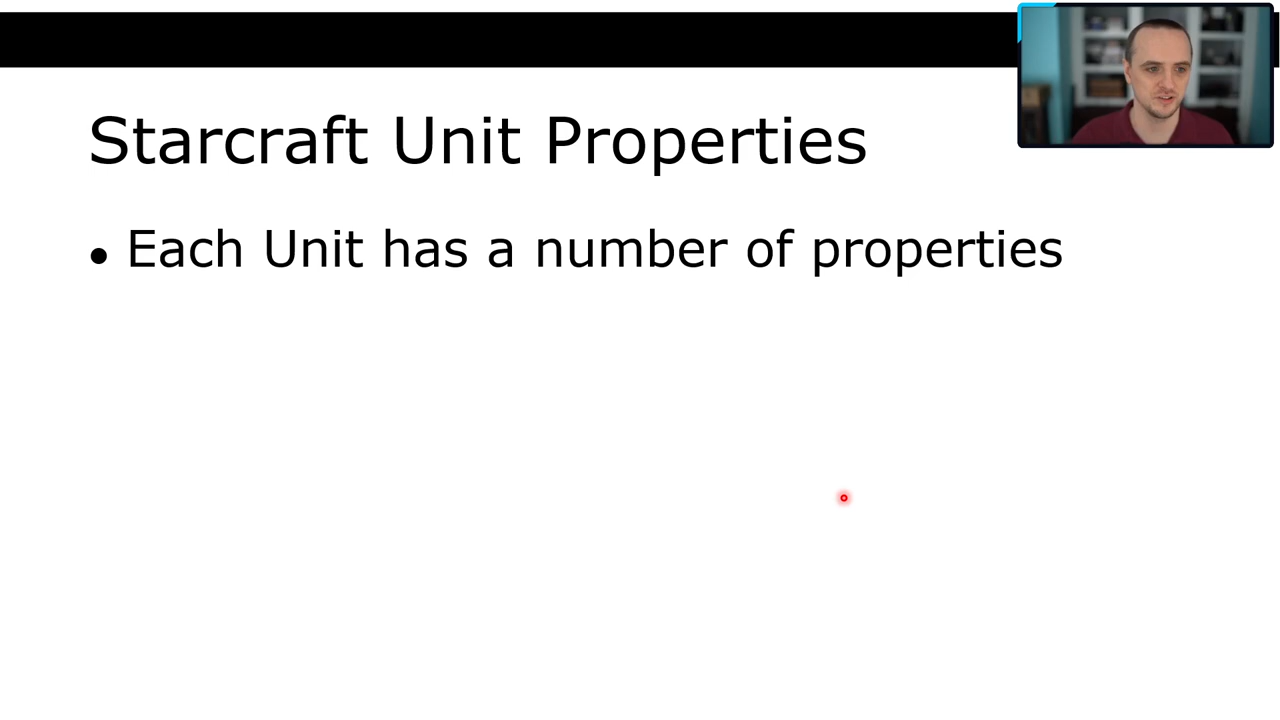 Starcraft Unit Properties
• Each Unit has a number of properties